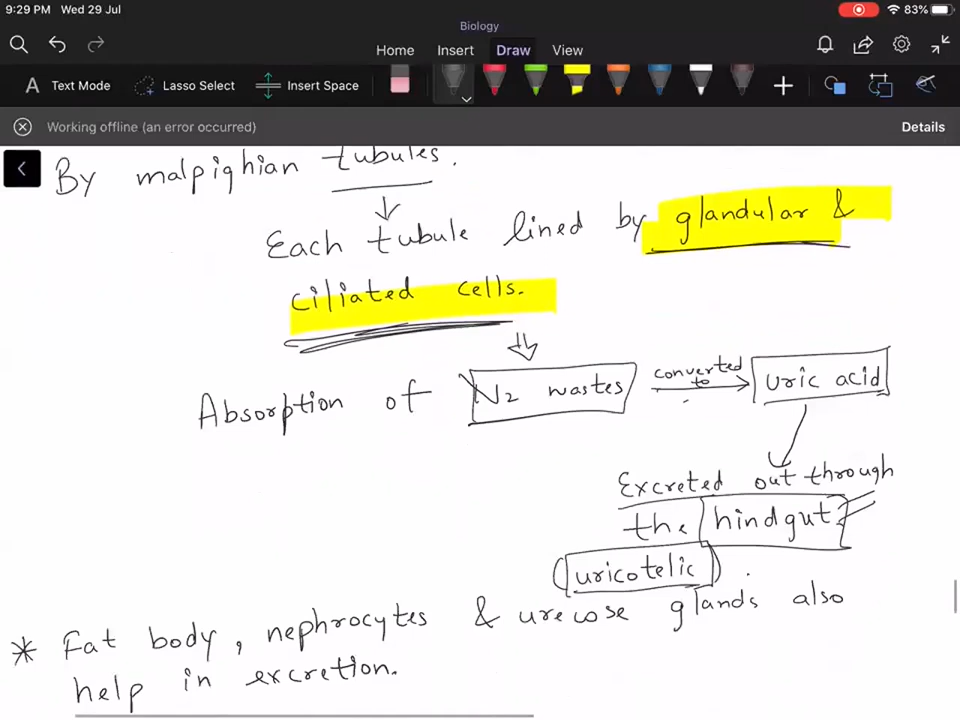 9:29 PM Wed 29 Jul
83%
Biology
Home Insert Draw View
Text Mode Lasso Select Insert Space
Working offline (an error occurred) Details
By malpighian tubules.
Each tubule lined by glandular &
ciliated cells.
Absorption of N2 wastes converted to uric acid
Excreted out through
the hindgut
(uricotelic).
* Fat body, nephrocytes & urecose glands also
help in excretion.